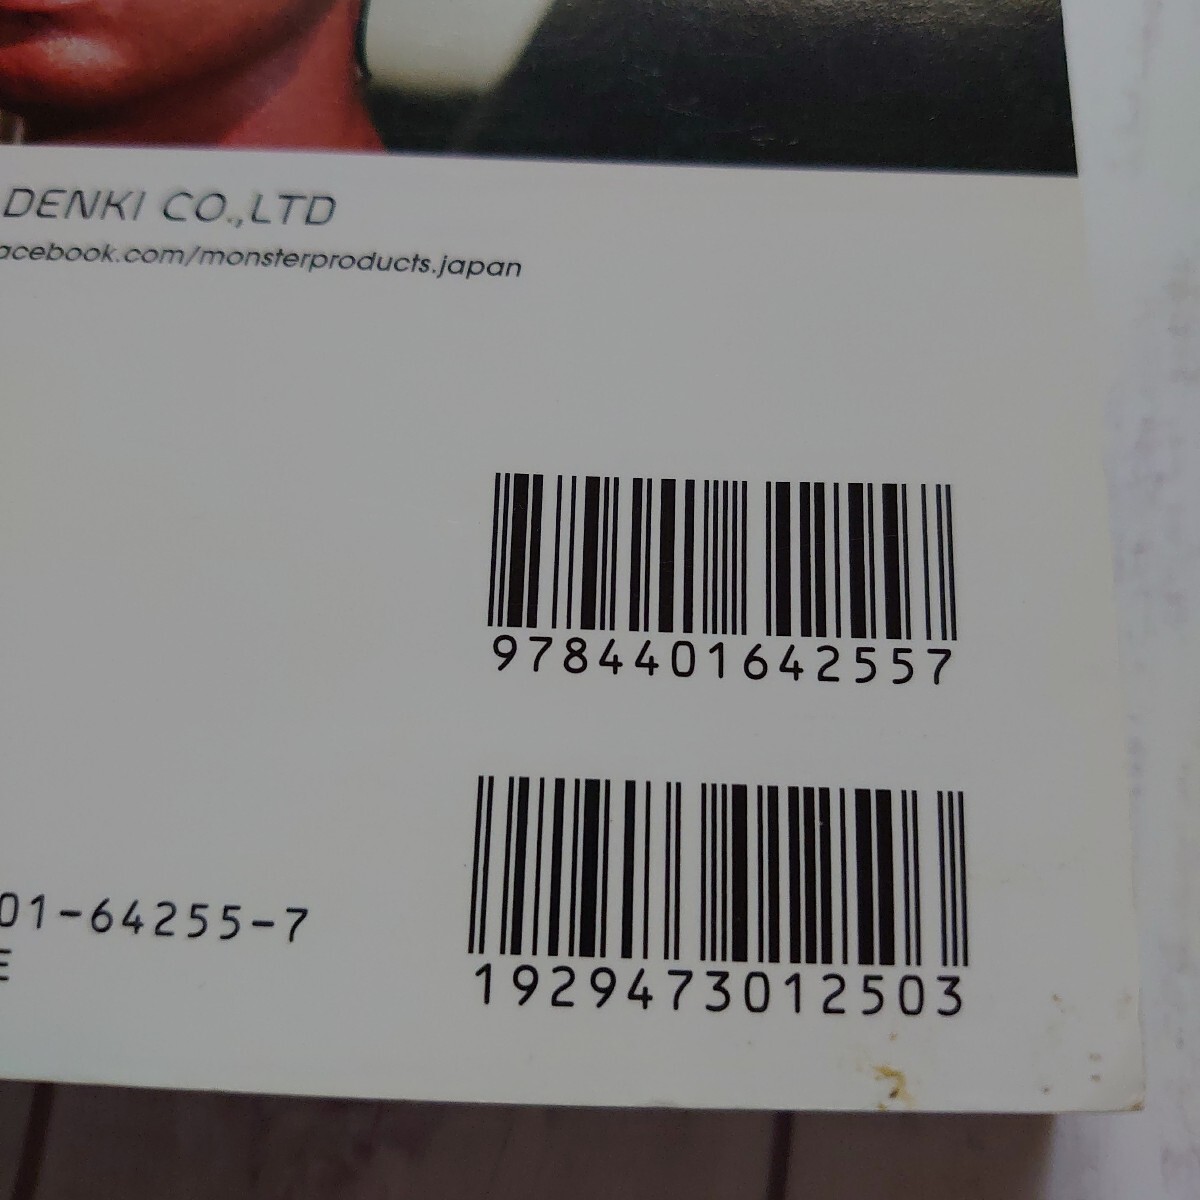 DENKI CO.,LTD
acebook.com/monsterproducts.japan
9784401642557
1929473012503
01-64255-7
E